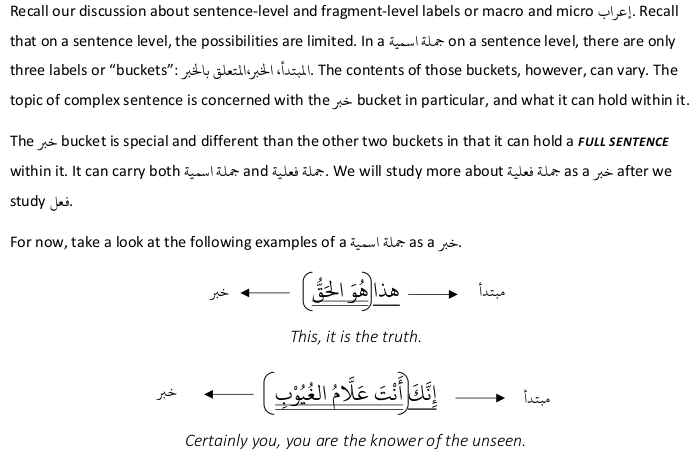 Recall our discussion about sentence-level and fragment-level labels or macro and micro إعراب. Recall
that on a sentence level, the possibilities are limited. In a جملة اسمية on a sentence level, there are only
three labels or “buckets”: المبتدأ، الخبر،المتعلق بالخبر. The contents of those buckets, however, can vary. The
topic of complex sentence is concerned with the خبر bucket in particular, and what it can hold within it.
The خبر bucket is special and different than the other two buckets in that it can hold a FULL SENTENCE
within it. It can carry both جملة اسمية and جملة فعلية. We will study more about جملة فعلية as a خبر after we
study فعل.
For now, take a look at the following examples of a جملة اسمية as a خبر.
مبتدأ هذا (هُوَ الحَقُّ) خبر
This, it is the truth.
مبتدأ إِنَّكَ (أَنْتَ عَلَّامُ الغُيُوْبِ) خبر
Certainly you, you are the knower of the unseen.